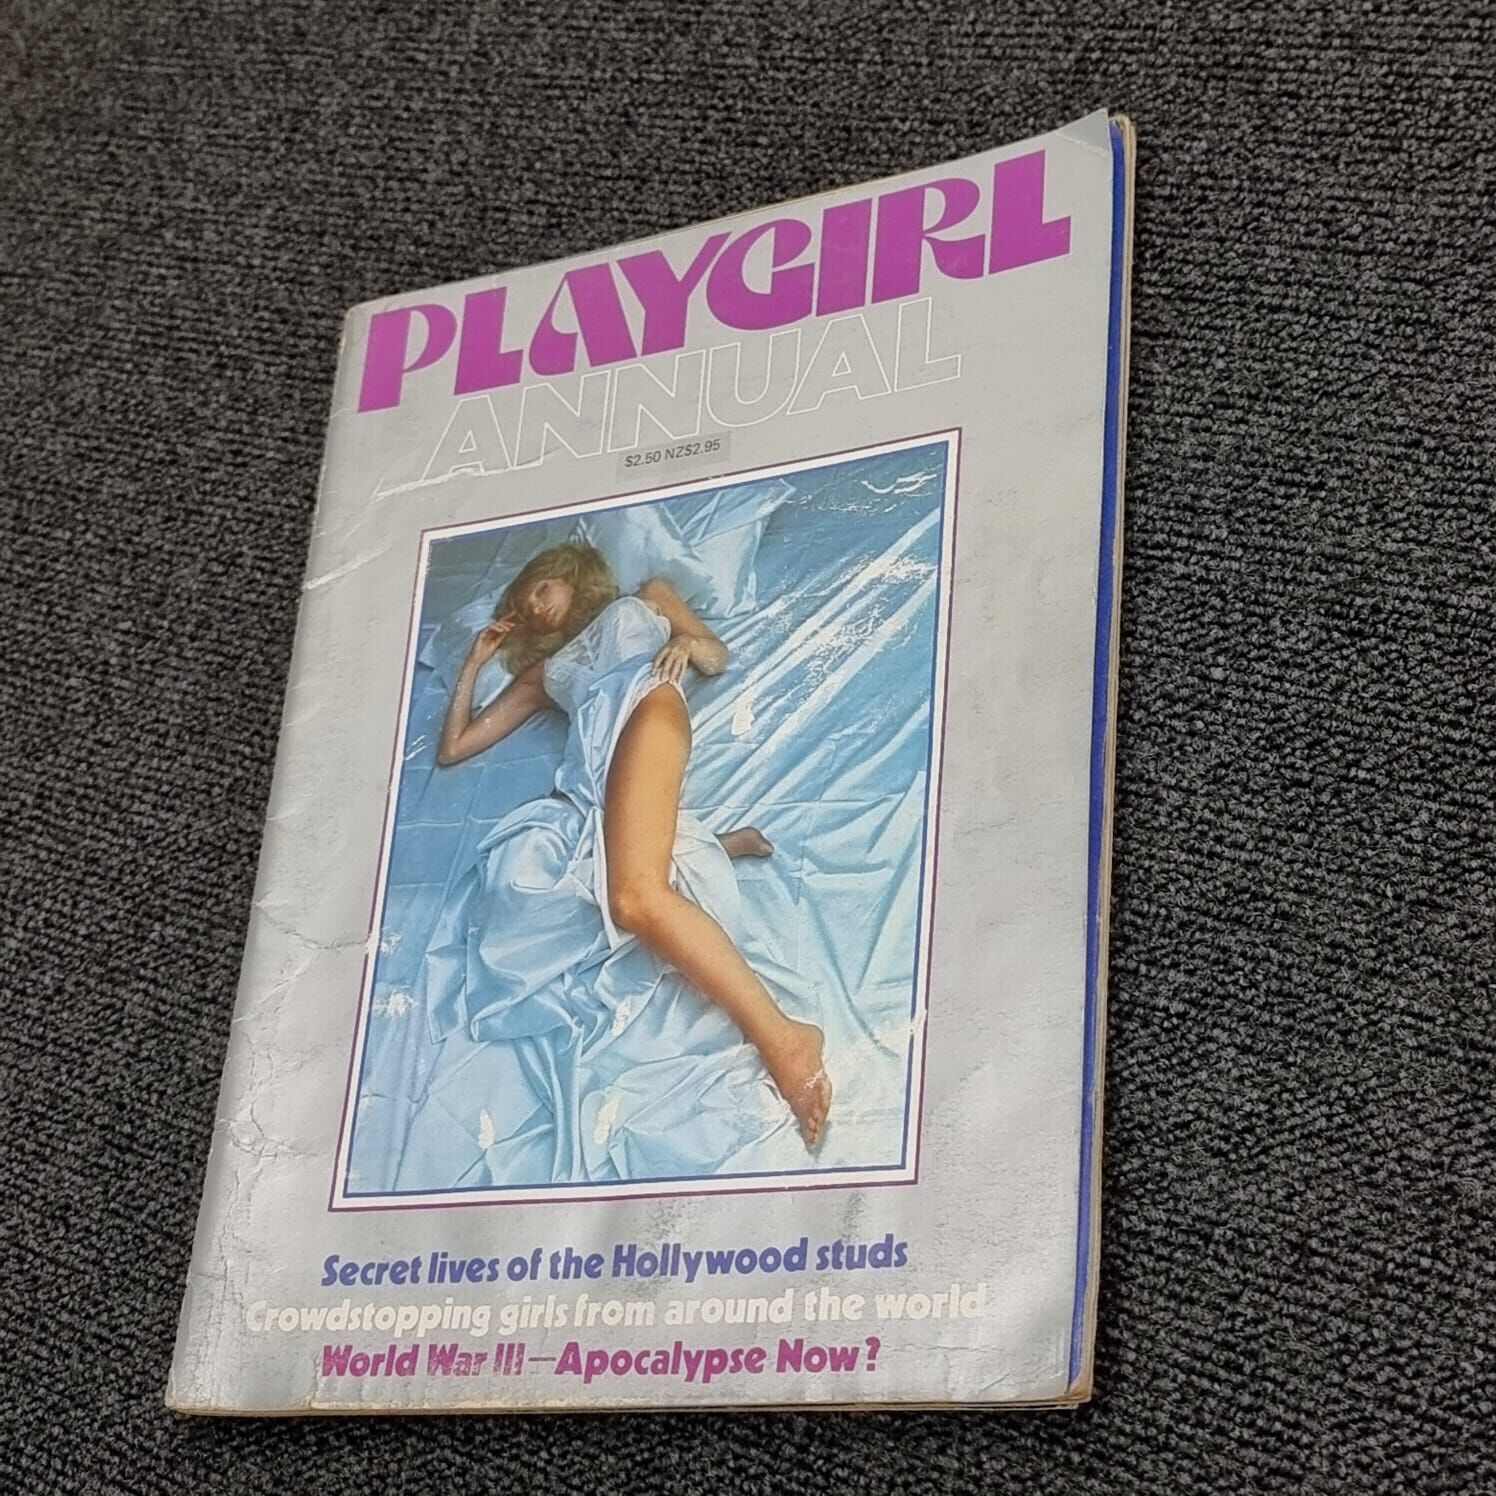 PLAYGIRL
ANNUAL
$2.50 NZ$2.95
Secret lives of the Hollywood studs
Crowdstopping girls from around the world
World War III—Apocalypse Now?